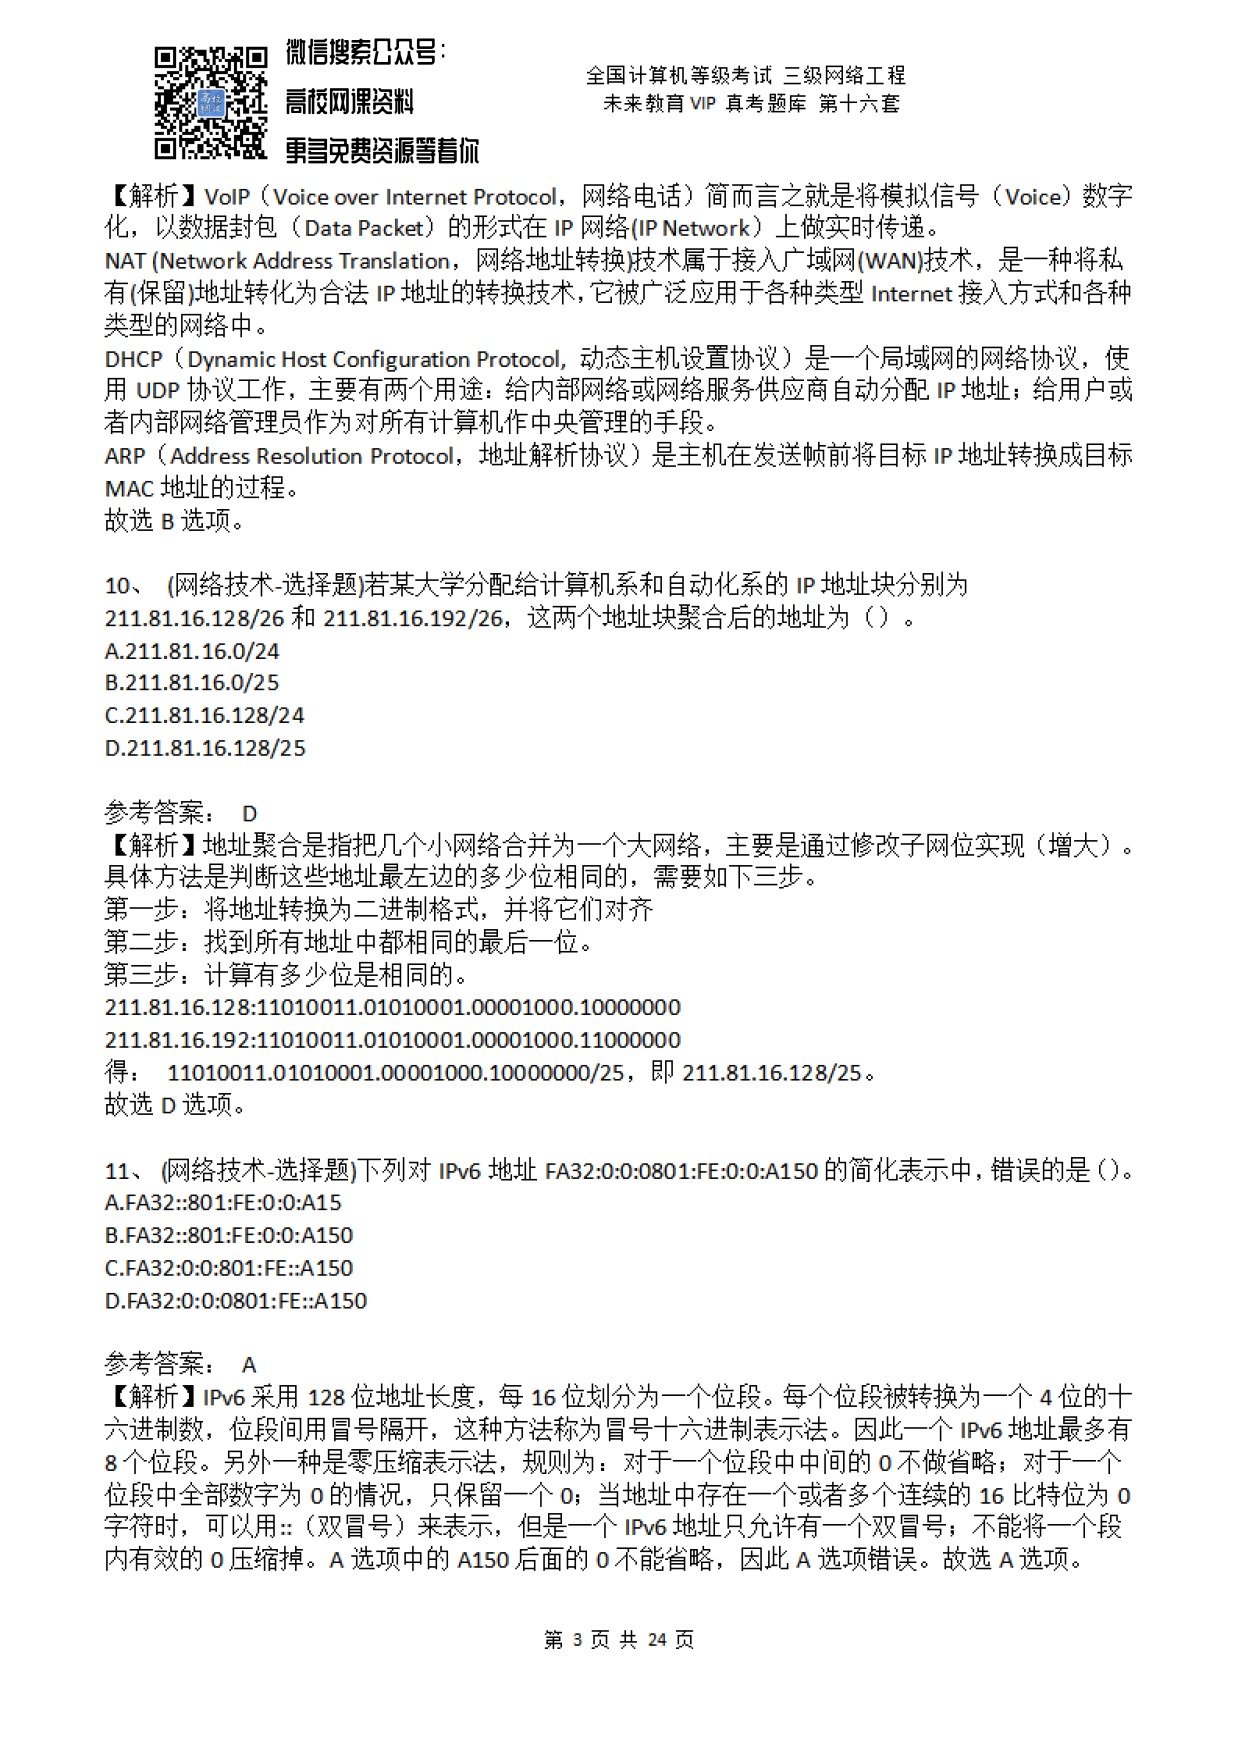 微信搜索公众号：
高校网课资料
更多免费资源等着你
全国计算机等级考试 三级网络工程
未来教育 VIP 真考题库 第十六套
【解析】VoIP（Voice over Internet Protocol，网络电话）简而言之就是将模拟信号（Voice）数字
化，以数据封包（Data Packet）的形式在 IP 网络(IP Network）上做实时传递。
NAT (Network Address Translation，网络地址转换)技术属于接入广域网(WAN)技术，是一种将私
有(保留)地址转化为合法 IP 地址的转换技术，它被广泛应用于各种类型 Internet 接入方式和各种
类型的网络中。
DHCP（Dynamic Host Configuration Protocol, 动态主机设置协议）是一个局域网的网络协议，使
用 UDP 协议工作，主要有两个用途：给内部网络或网络服务供应商自动分配 IP 地址；给用户或
者内部网络管理员作为对所有计算机作中央管理的手段。
ARP（Address Resolution Protocol，地址解析协议）是主机在发送帧前将目标 IP 地址转换成目标
MAC 地址的过程。
故选 B 选项。
10、 (网络技术-选择题)若某大学分配给计算机系和自动化系的 IP 地址块分别为
211.81.16.128/26 和 211.81.16.192/26，这两个地址块聚合后的地址为（）。
A.211.81.16.0/24
B.211.81.16.0/25
C.211.81.16.128/24
D.211.81.16.128/25
参考答案： D
【解析】地址聚合是指把几个小网络合并为一个大网络，主要是通过修改子网位实现（增大）。
具体方法是判断这些地址最左边的多少位相同的，需要如下三步。
第一步：将地址转换为二进制格式，并将它们对齐
第二步：找到所有地址中都相同的最后一位。
第三步：计算有多少位是相同的。
211.81.16.128:11010011.01010001.00001000.10000000
211.81.16.192:11010011.01010001.00001000.11000000
得： 11010011.01010001.00001000.10000000/25，即 211.81.16.128/25。
故选 D 选项。
11、 (网络技术-选择题)下列对 IPv6 地址 FA32:0:0:0801:FE:0:0:A150 的简化表示中，错误的是（）。
A.FA32::801:FE:0:0:A15
B.FA32::801:FE:0:0:A150
C.FA32:0:0:801:FE::A150
D.FA32:0:0:0801:FE::A150
参考答案： A
【解析】IPv6 采用 128 位地址长度，每 16 位划分为一个位段。每个位段被转换为一个 4 位的十
六进制数，位段间用冒号隔开，这种方法称为冒号十六进制表示法。因此一个 IPv6 地址最多有
8 个位段。另外一种是零压缩表示法，规则为：对于一个位段中中间的 0 不做省略；对于一个
位段中全部数字为 0 的情况，只保留一个 0；当地址中存在一个或者多个连续的 16 比特位为 0
字符时，可以用::（双冒号）来表示，但是一个 IPv6 地址只允许有一个双冒号；不能将一个段
内有效的 0 压缩掉。A 选项中的 A150 后面的 0 不能省略，因此 A 选项错误。故选 A 选项。
第 3 页 共 24 页